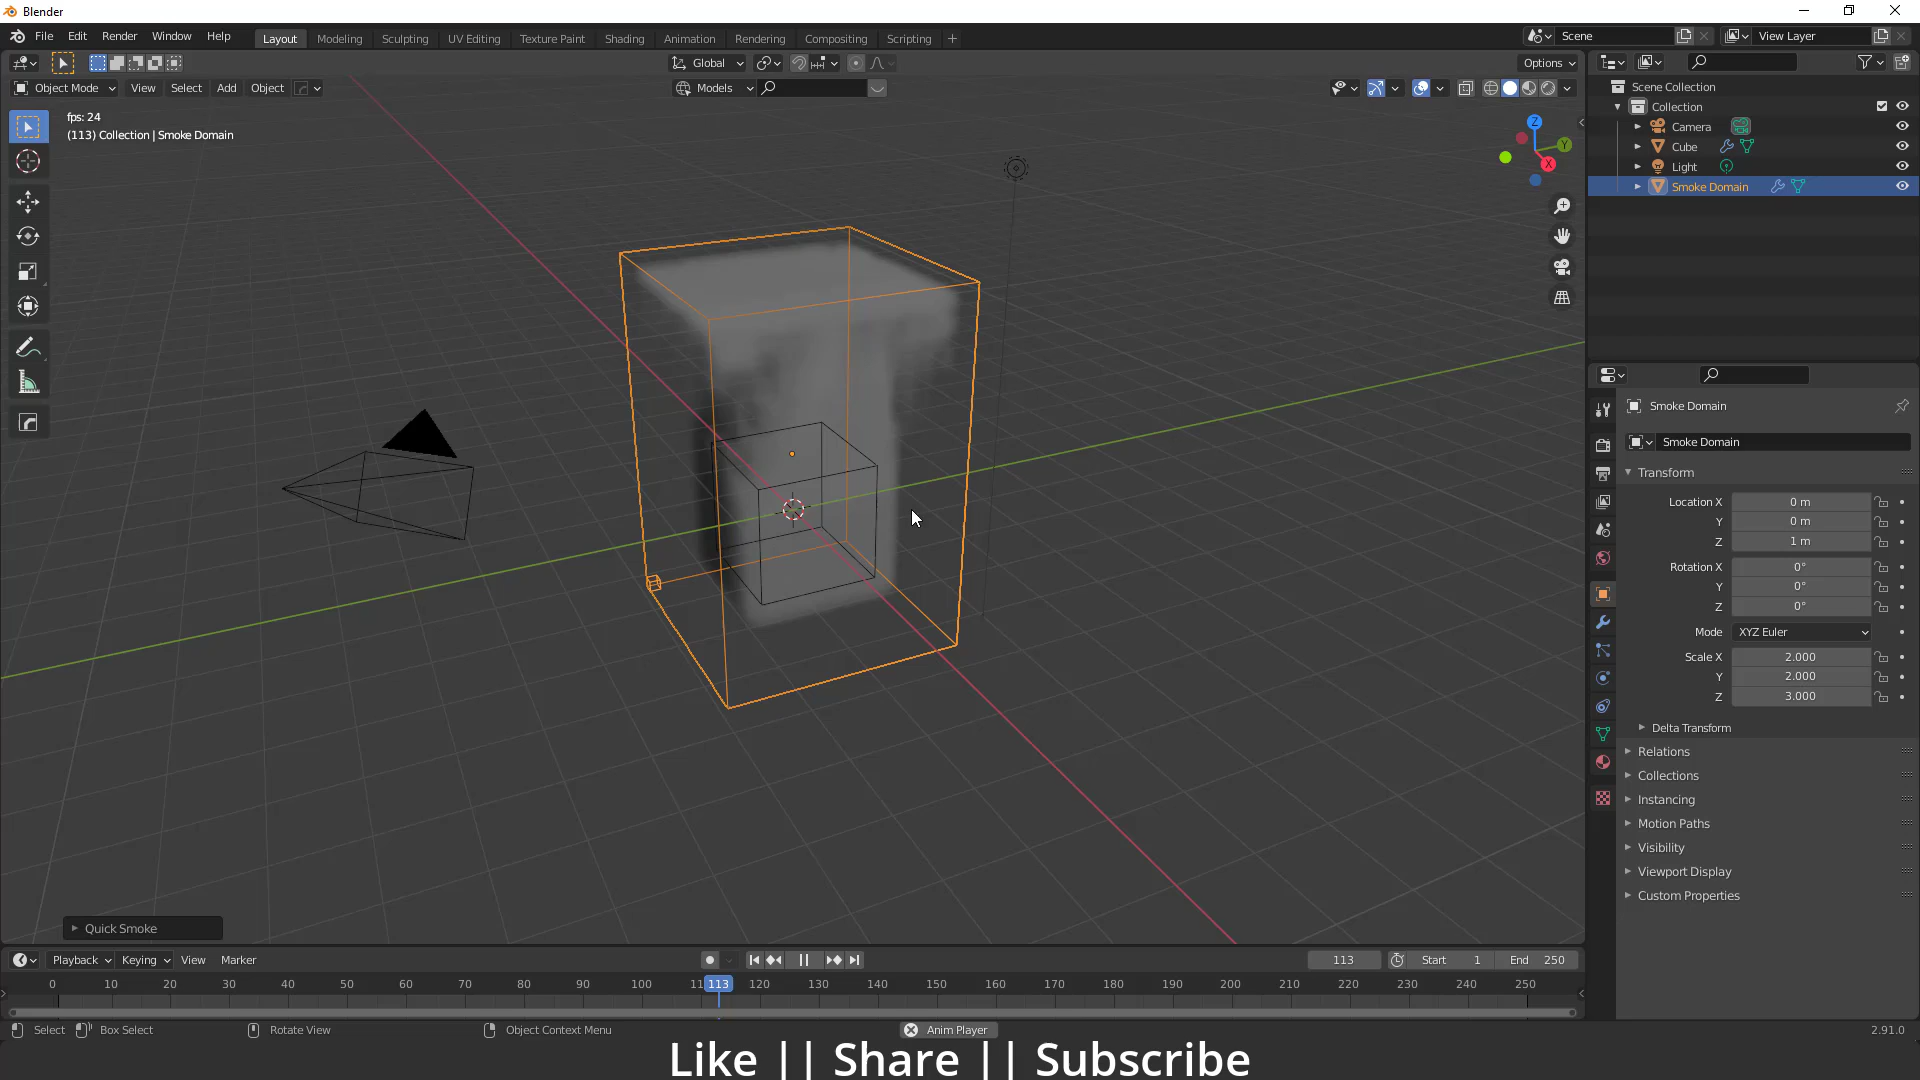 Blender
File Edit Render Window Help
Layout Modeling Sculpting UV Editing Texture Paint Shading Animation Rendering Compositing Scripting +
Scene
View Layer
Global
Options
Object Mode View Select Add Object
Models
fps: 24
(113) Collection | Smoke Domain
Z
Y
X
Scene Collection
Collection
Camera
Cube
Light
Smoke Domain
Smoke Domain
Smoke Domain
Transform
Location X 0 m
Y 0 m
Z 1 m
Rotation X 0°
Y 0°
Z 0°
Mode XYZ Euler
Scale X 2.000
Y 2.000
Z 3.000
Delta Transform
Relations
Collections
Instancing
Motion Paths
Visibility
Viewport Display
Custom Properties
Quick Smoke
Playback Keying View Marker
113 Start 1 End 250
0 10 20 30 40 50 60 70 80 90 100 11 113 120 130 140 150 160 170 180 190 200 210 220 230 240 250
Select Box Select Rotate View Object Context Menu Anim Player 2.91.0
Like || Share || Subscribe